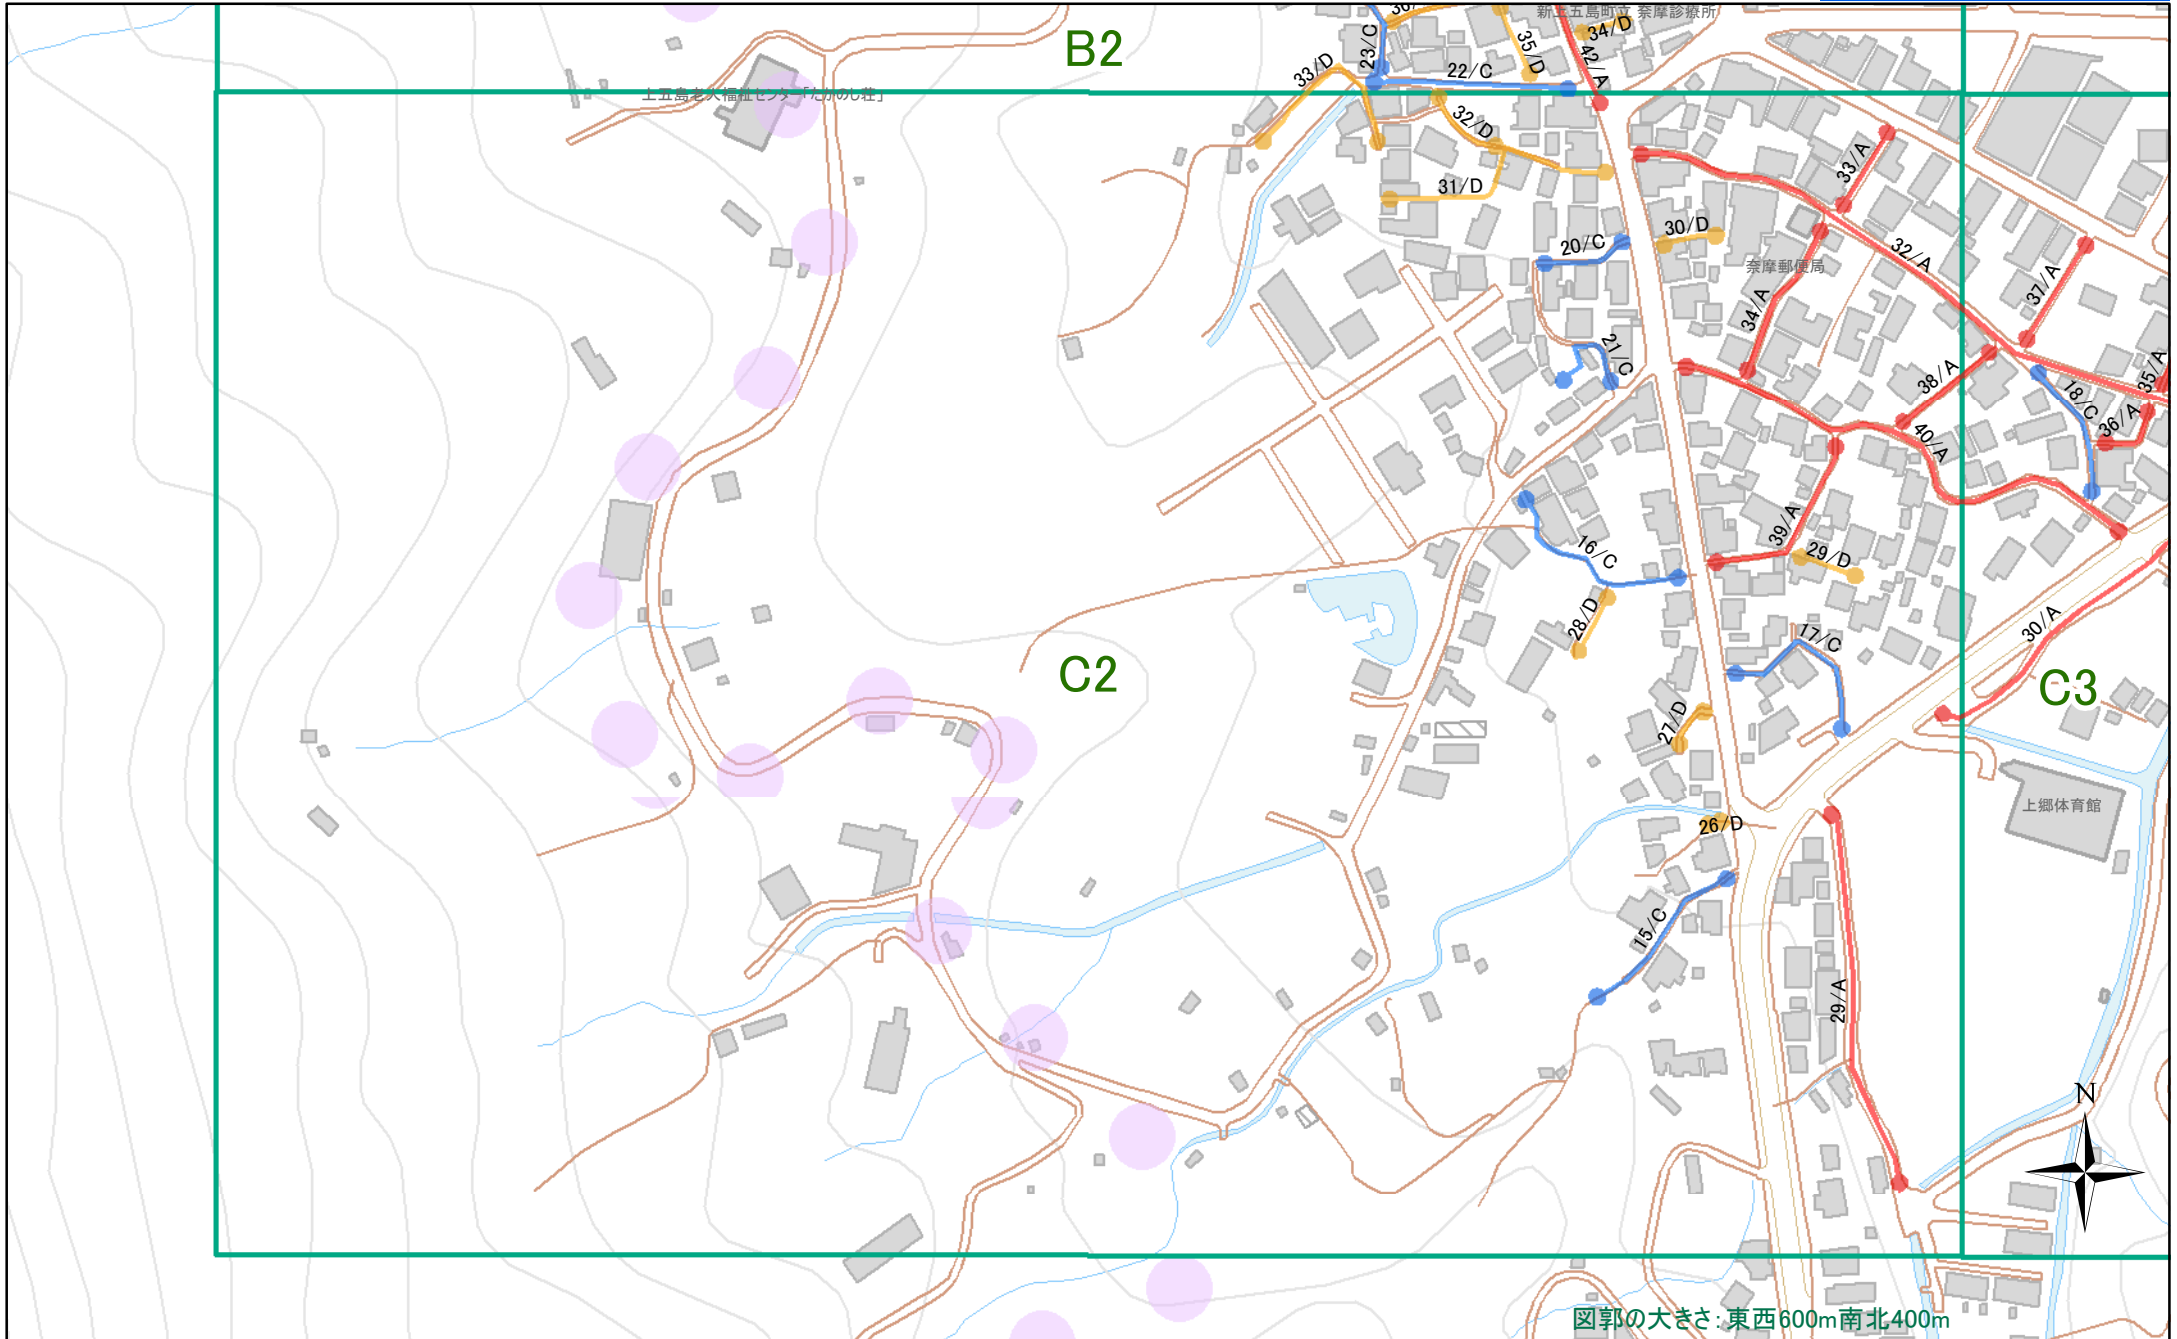 新上五島町立 奈摩診療所
36/
34/D
35/D
23/C
42/A
B2
33/D
22/C
上五島老人福祉センター「たかのし荘」
32/D
33/A
31/D
30/D
20/C
32/A
奈摩郵便局
37/A
34/A
21/C
35/A
38/A
18/C
36/A
40/A
39/A
16/C
29/D
28/D
30/A
17/C
C2
C3
27/D
上郷体育館
26/D
15/C
29/A
N
図郭の大きさ：東西600m南北400m